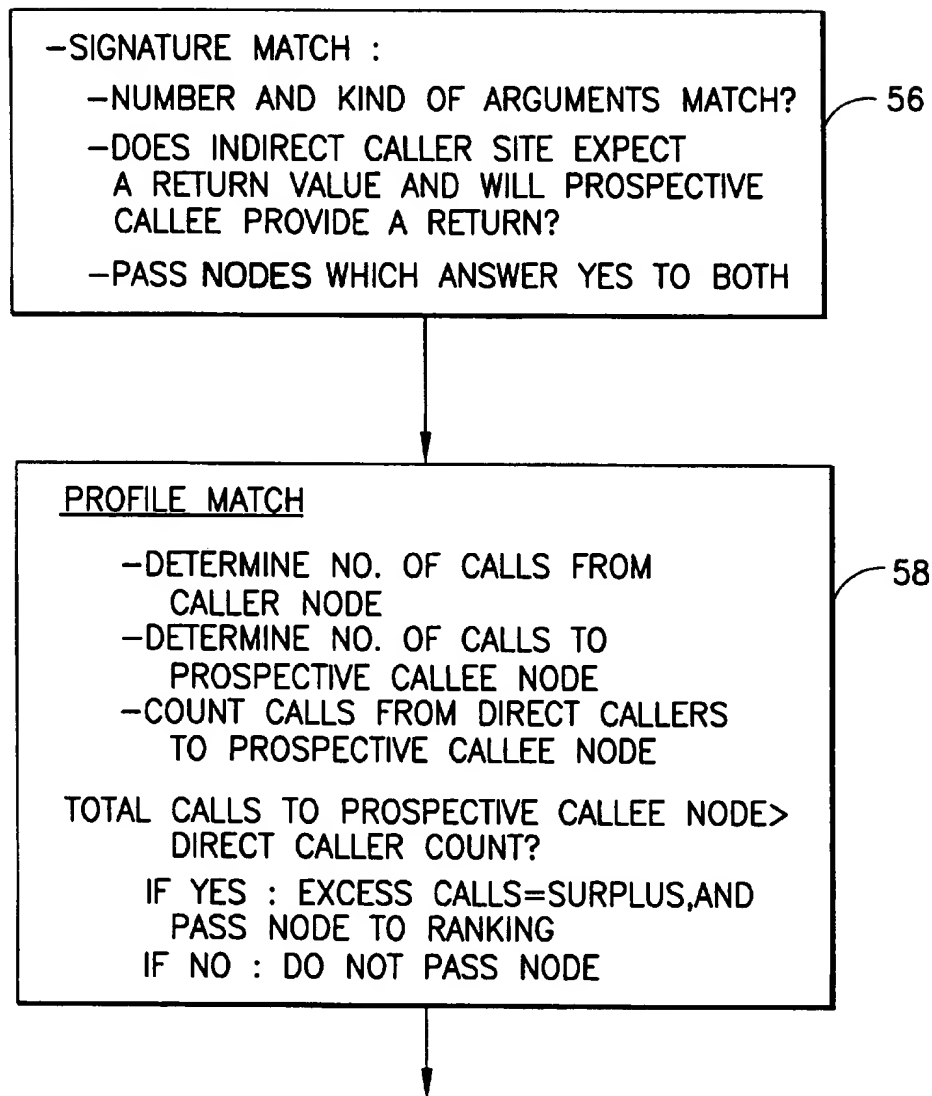 -SIGNATURE MATCH :
-NUMBER AND KIND OF ARGUMENTS MATCH?
-DOES INDIRECT CALLER SITE EXPECT
A RETURN VALUE AND WILL PROSPECTIVE
CALLEE PROVIDE A RETURN?
-PASS NODES WHICH ANSWER YES TO BOTH
56
PROFILE MATCH
-DETERMINE NO. OF CALLS FROM
CALLER NODE
-DETERMINE NO. OF CALLS TO
PROSPECTIVE CALLEE NODE
-COUNT CALLS FROM DIRECT CALLERS
TO PROSPECTIVE CALLEE NODE
TOTAL CALLS TO PROSPECTIVE CALLEE NODE>
DIRECT CALLER COUNT?
IF YES : EXCESS CALLS=SURPLUS,AND
PASS NODE TO RANKING
IF NO : DO NOT PASS NODE
58